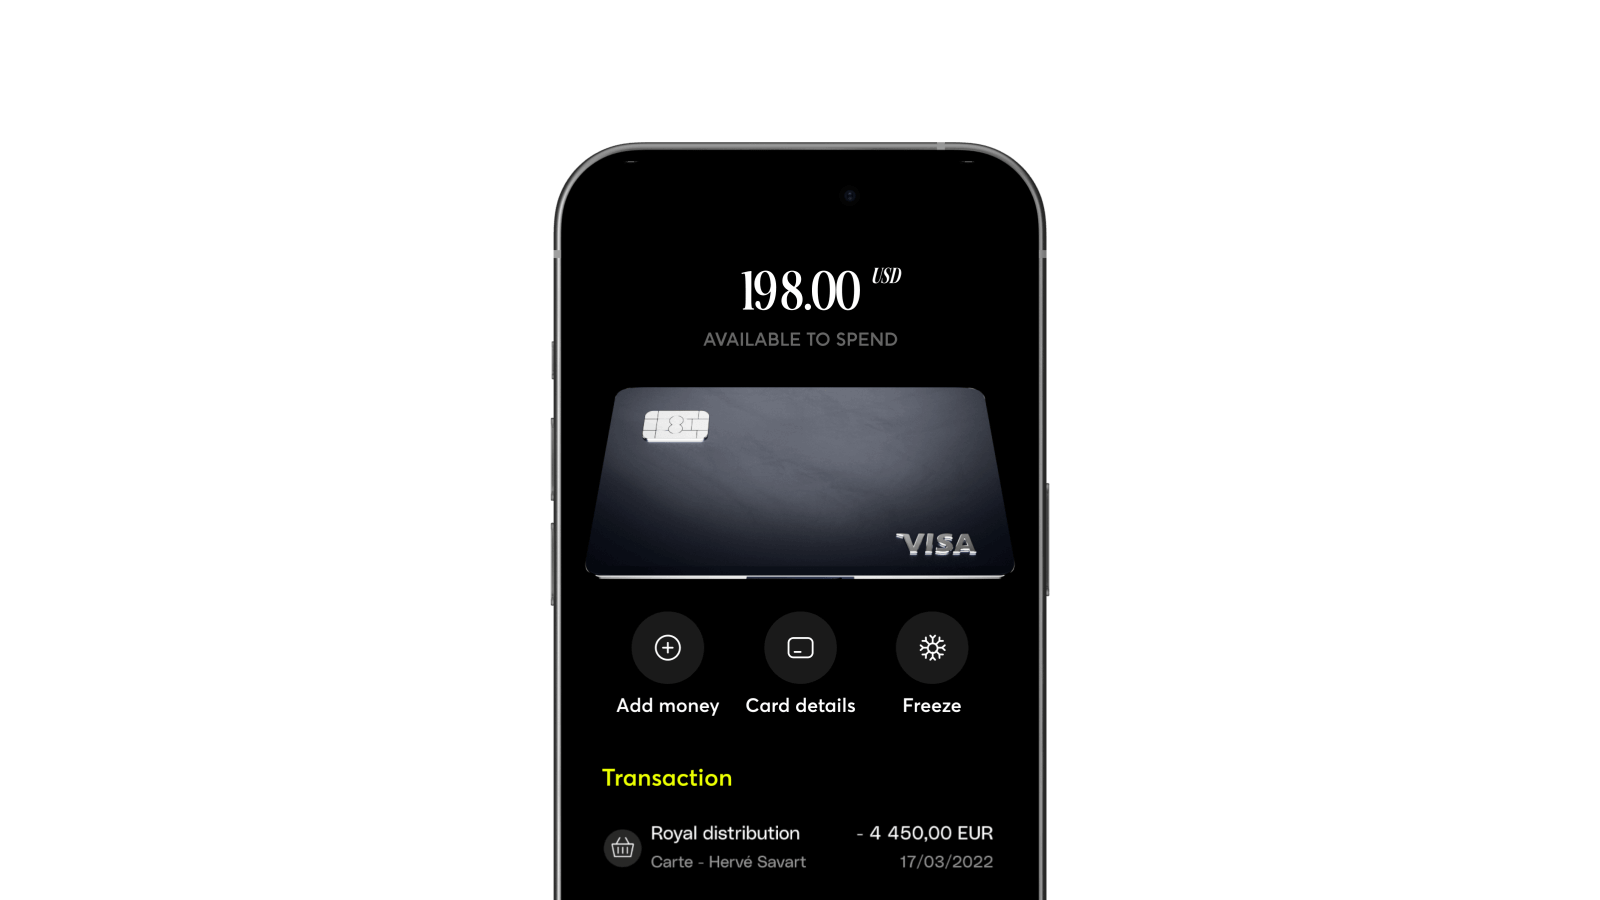 198.00 USD
AVAILABLE TO SPEND
VISA
Add money
Card details
Freeze
Transaction
Royal distribution
- 4 450,00 EUR
Carte - Hervé Savart
17/03/2022